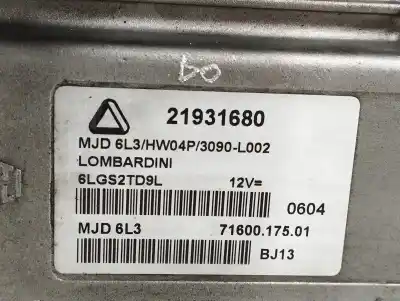 21931680
MJD 6L3/HW04P/3090-L002
LOMBARDINI
6LGS2TD9L 12V=
0604
MJD 6L3 71600.175.01
BJ13